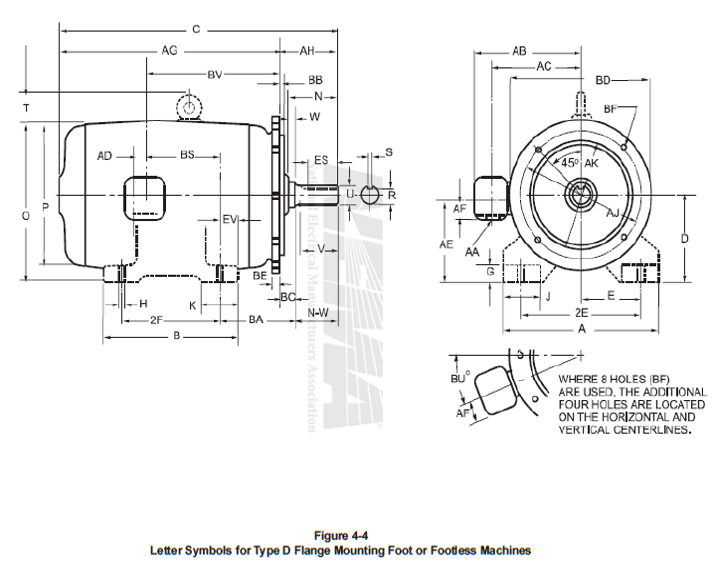 C
AG
AH
BV
BB
N
W
T
AD
BS
ES
S
O
P
U
R
EV
V
BE
BC
H
K
2F
BA
N-W
B
AB
AC
BD
BF
45°
AK
AJ
AF
AE
AA
D
G
J
E
2E
A
BU°
AF
WHERE 8 HOLES (BF)
ARE USED, THE ADDITIONAL
FOUR HOLES ARE LOCATED
ON THE HORIZONTAL AND
VERTICAL CENTERLINES.
NEMA
National Electrical Manufacturers Association
Figure 4-4
Letter Symbols for Type D Flange Mounting Foot or Footless Machines